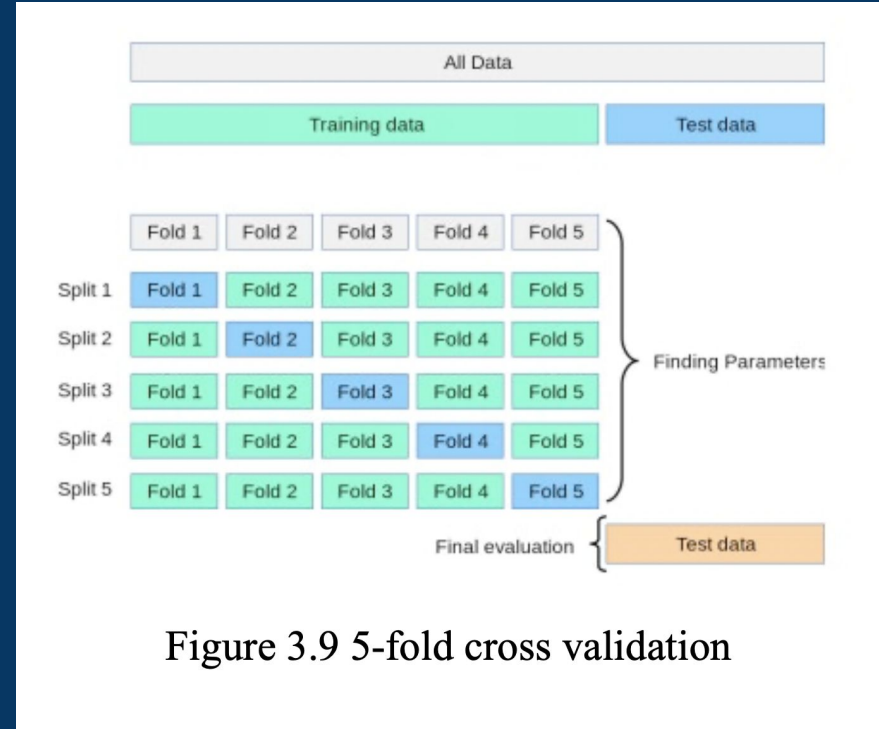 All Data
Training data Test data
Fold 1 Fold 2 Fold 3 Fold 4 Fold 5
Split 1 Fold 1 Fold 2 Fold 3 Fold 4 Fold 5
Split 2 Fold 1 Fold 2 Fold 3 Fold 4 Fold 5
Finding Parameters
Split 3 Fold 1 Fold 2 Fold 3 Fold 4 Fold 5
Split 4 Fold 1 Fold 2 Fold 3 Fold 4 Fold 5
Split 5 Fold 1 Fold 2 Fold 3 Fold 4 Fold 5
Final evaluation Test data
Figure 3.9 5-fold cross validation